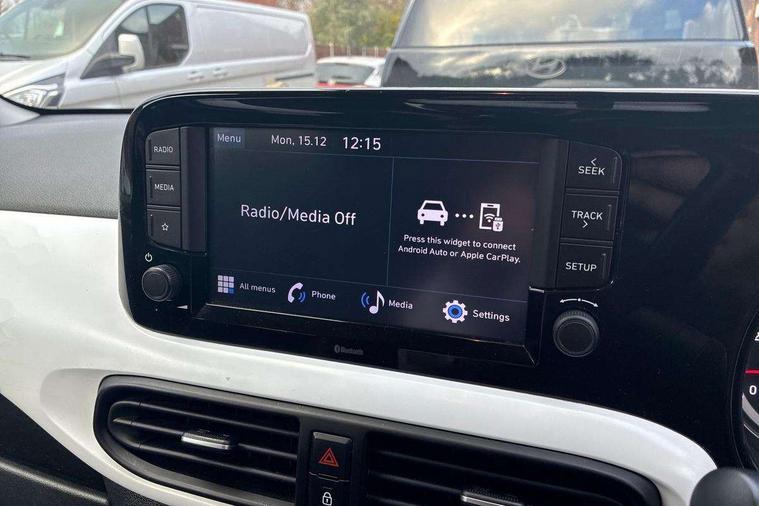 Menu
Mon, 15.12 12:15
RADIO
MEDIA
Radio/Media Off
Press this widget to connect
Android Auto or Apple CarPlay.
All menus
Phone
Media
Settings
SEEK
TRACK
SETUP
Bluetooth
0